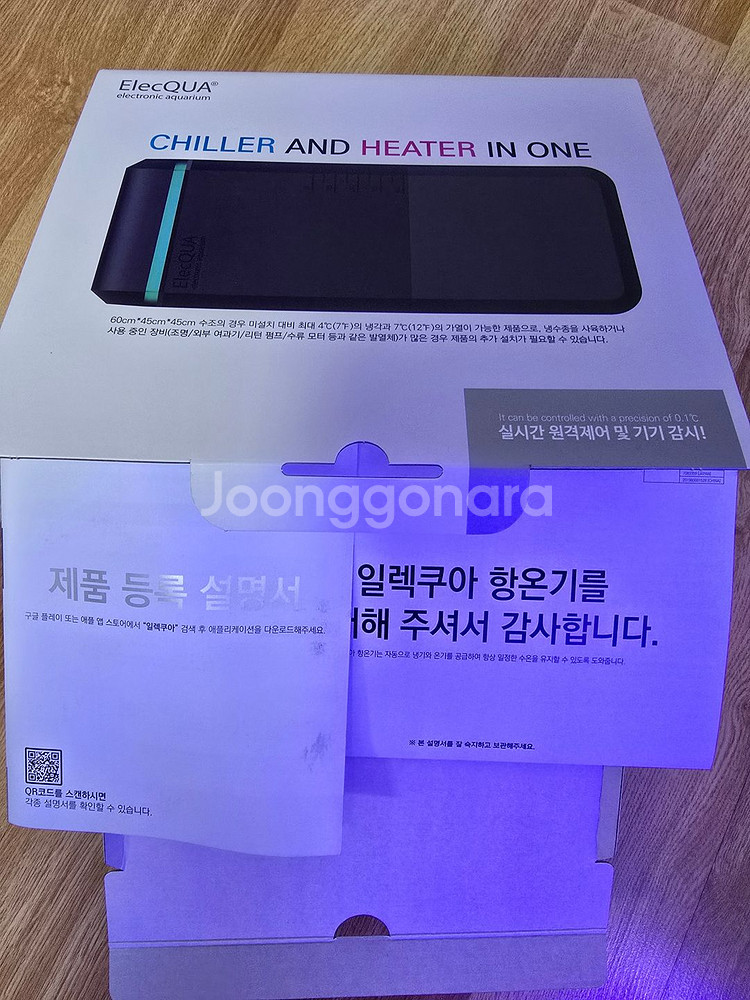 ElecQUA®
electronic aquarium
CHILLER AND HEATER IN ONE
ElecQUA
electronic aquarium
60cm*45cm*45cm 수조의 경우 미설치 대비 최대 4℃(7℉)의 냉각과 7℃(12℉)의 가열이 가능한 제품으로, 냉수종을 사육하거나
사용 중인 장비(조명/외부 여과기/리턴 펌프/수류 모터 등과 같은 발열체)가 많은 경우 제품의 추가 설치가 필요할 수 있습니다.
It can be controlled with a precision of 0.1℃
실시간 원격제어 및 기기 감시!
Joonggonara
제품 등록 설명서
구글 플레이 또는 애플 앱 스토어에서 "일렉쿠아" 검색 후 애플리케이션을 다운로드해주세요.
QR코드를 스캔하시면
각종 설명서를 확인할 수 있습니다.
일렉쿠아 항온기를
해 주셔서 감사합니다.
항온기는 자동으로 냉기와 온기를 공급하여 항상 일정한 수온을 유지할 수 있도록 도와줍니다.
※ 본 설명서를 잘 숙지하고 보관해주세요.